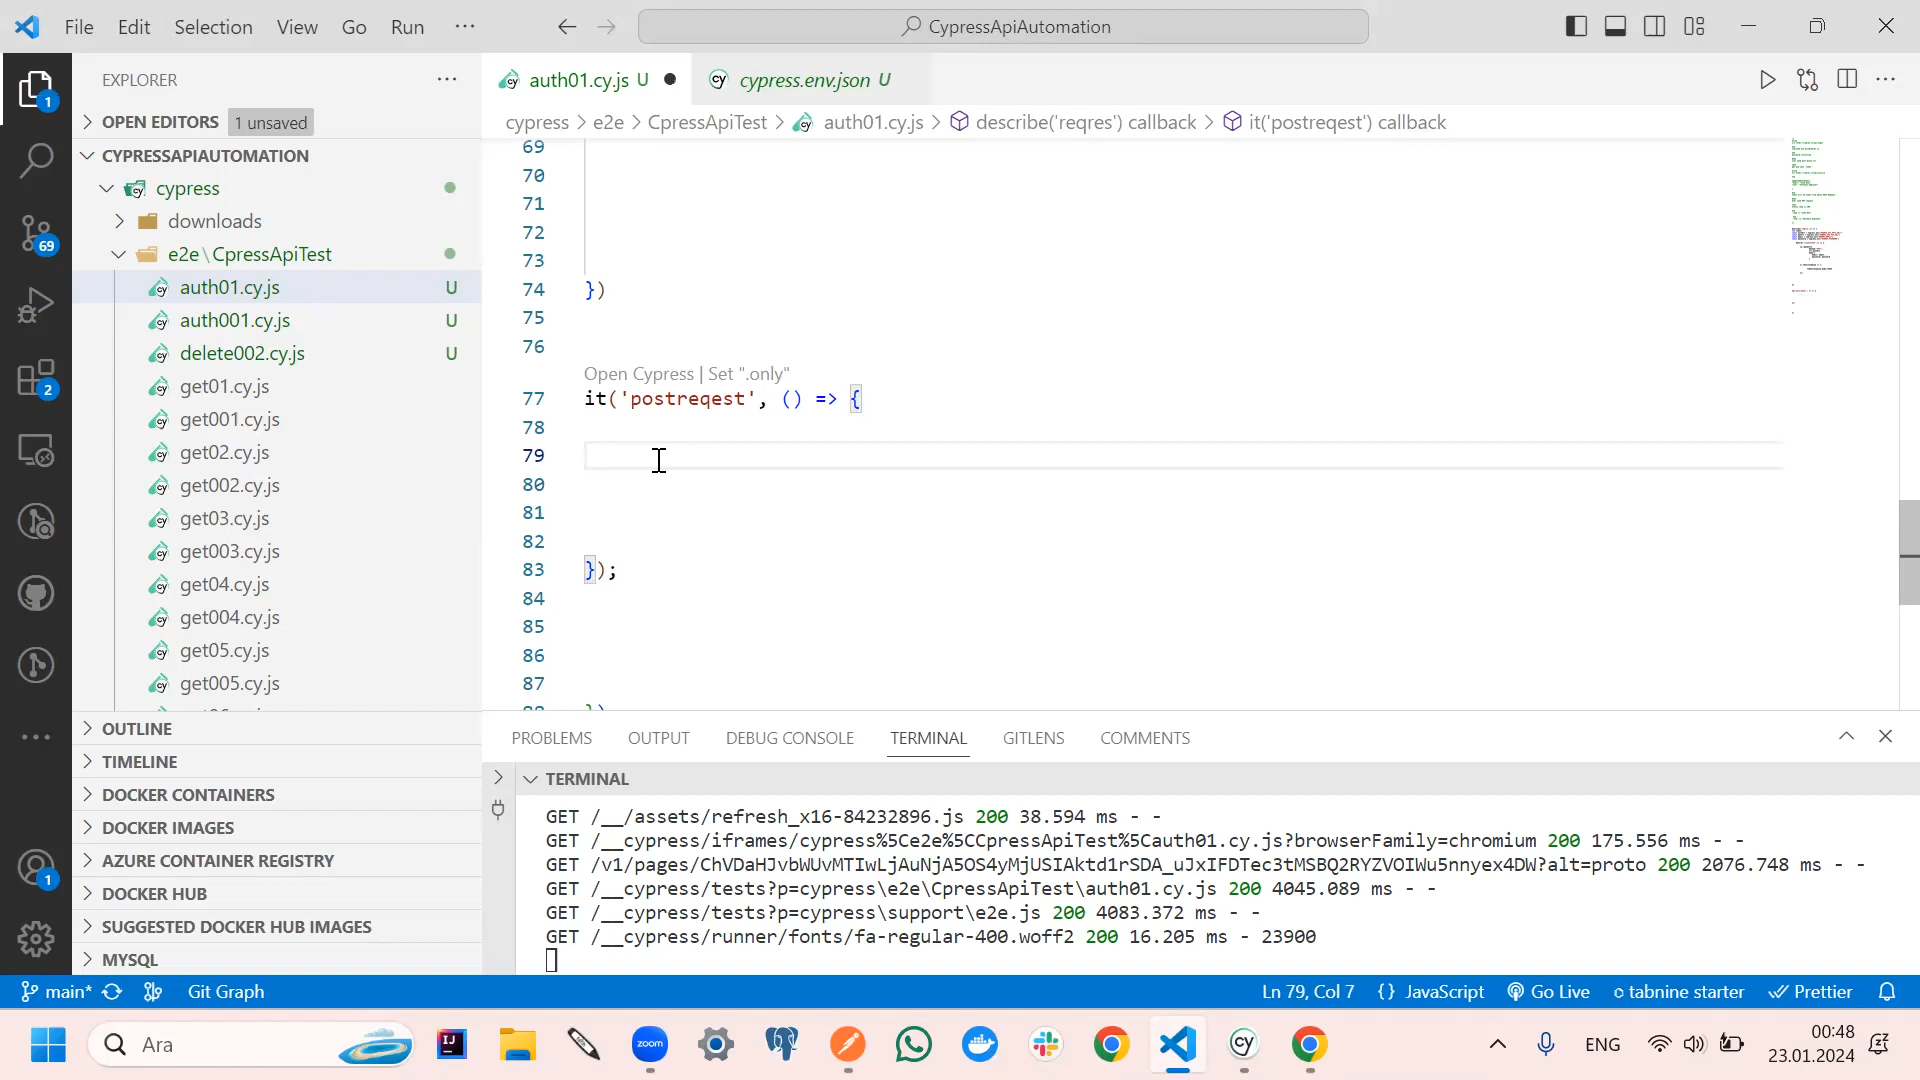 File Edit Selection View Go Run ···
CypressApiAutomation
EXPLORER
OPEN EDITORS 1 unsaved
CYPRESSAPIAUTOMATION
cypress
downloads
e2e\CpressApiTest
auth01.cy.js U
auth001.cy.js U
delete002.cy.js U
get01.cy.js
get001.cy.js
get02.cy.js
get002.cy.js
get03.cy.js
get003.cy.js
get04.cy.js
get004.cy.js
get05.cy.js
get005.cy.js
OUTLINE
TIMELINE
DOCKER CONTAINERS
DOCKER IMAGES
AZURE CONTAINER REGISTRY
DOCKER HUB
SUGGESTED DOCKER HUB IMAGES
MYSQL
1
69
2
1
auth01.cy.js U
cypress.env.json U
cypress > e2e > CpressApiTest > auth01.cy.js > describe('reqres') callback > it('postreqest') callback
69
70
71
72
73
74 })
75
76
Open Cypress | Set ".only"
77 it('postreqest', () => {
78
79
80
81
82
83 });
84
85
86
87
88 })
PROBLEMS OUTPUT DEBUG CONSOLE TERMINAL GITLENS COMMENTS
TERMINAL
GET /__/assets/refresh_x16-84232896.js 200 38.594 ms - -
GET /__cypress/iframes/cypress%5Ce2e%5CCpressApiTest%5Cauth01.cy.js?browserFamily=chromium 200 175.556 ms - -
GET /v1/pages/ChVDaHJvbWUvMTIwLjAuNjA5OS4yMjUSIAktd1rSDA_uJxIFDTec3tMSBQ2RYZVOIWu5nnyex4DW?alt=proto 200 2076.748 ms - -
GET /__cypress/tests?p=cypress\e2e\CpressApiTest\auth01.cy.js 200 4045.089 ms - -
GET /__cypress/tests?p=cypress\support\e2e.js 200 4083.372 ms - -
GET /__cypress/runner/fonts/fa-regular-400.woff2 200 16.205 ms - 23900
main* Git Graph
Ln 79, Col 7 {} JavaScript Go Live tabnine starter Prettier
Ara
zoom
ENG
00:48
23.01.2024